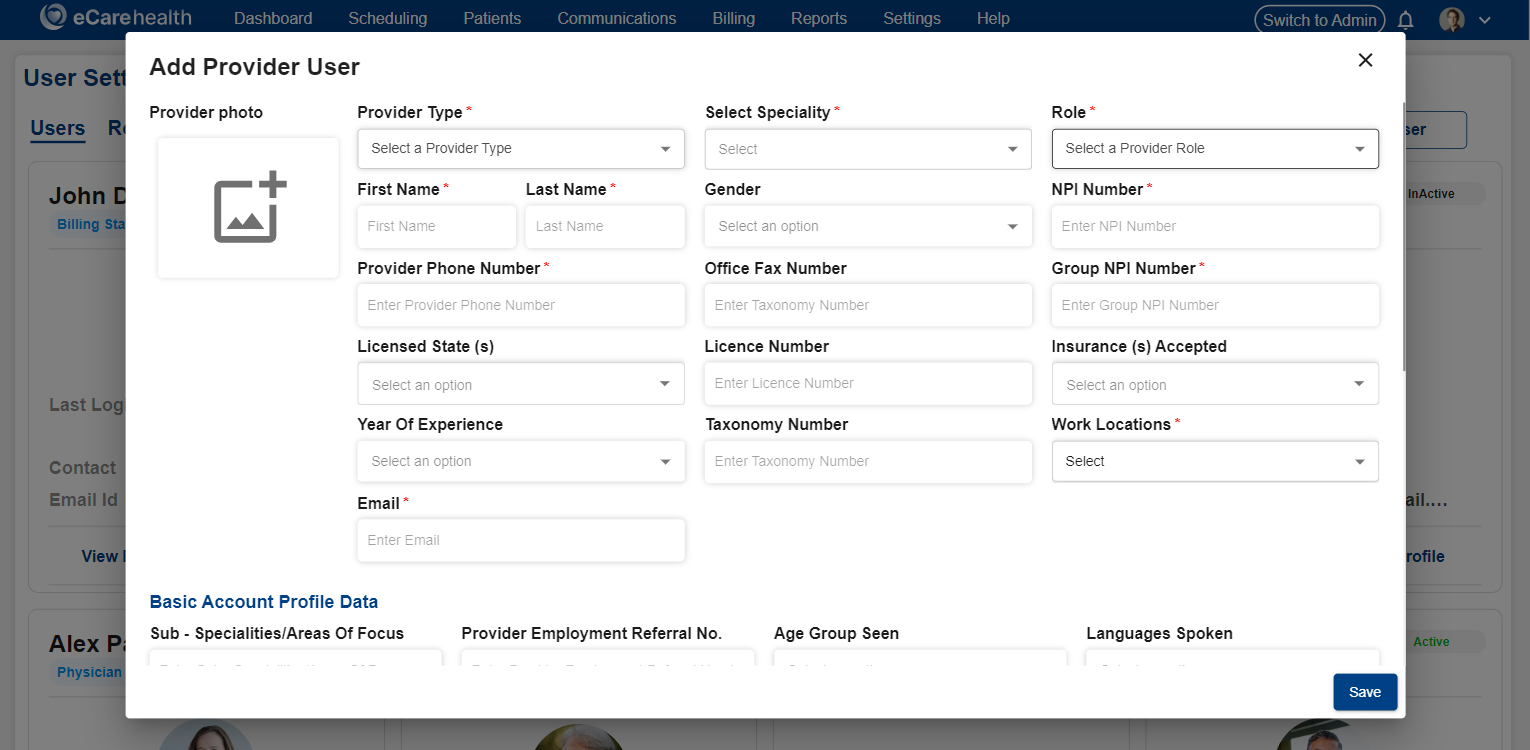 eCarehealth Dashboard Scheduling Patients Communications Billing Reports Settings Help Switch to Admin
Add Provider User
User Sett
Users
Provider photo
Provider Type * Select Speciality * Role *
Select a Provider Type Select Select a Provider Role
First Name * Last Name * Gender NPI Number *
First Name Last Name Select an option Enter NPI Number
John D
InActive
Billing Sta
Provider Phone Number * Office Fax Number Group NPI Number *
Enter Provider Phone Number Enter Taxonomy Number Enter Group NPI Number
Licensed State (s) Licence Number Insurance (s) Accepted
Select an option Enter Licence Number Select an option
Last Log
Year Of Experience Taxonomy Number Work Locations *
Select an option Enter Taxonomy Number Select
Contact
Email Id
ail....
Email *
Enter Email
View
rofile
Basic Account Profile Data
Sub - Specialities/Areas Of Focus Provider Employment Referral No. Age Group Seen Languages Spoken
Alex Pa
Active
Physician
Save